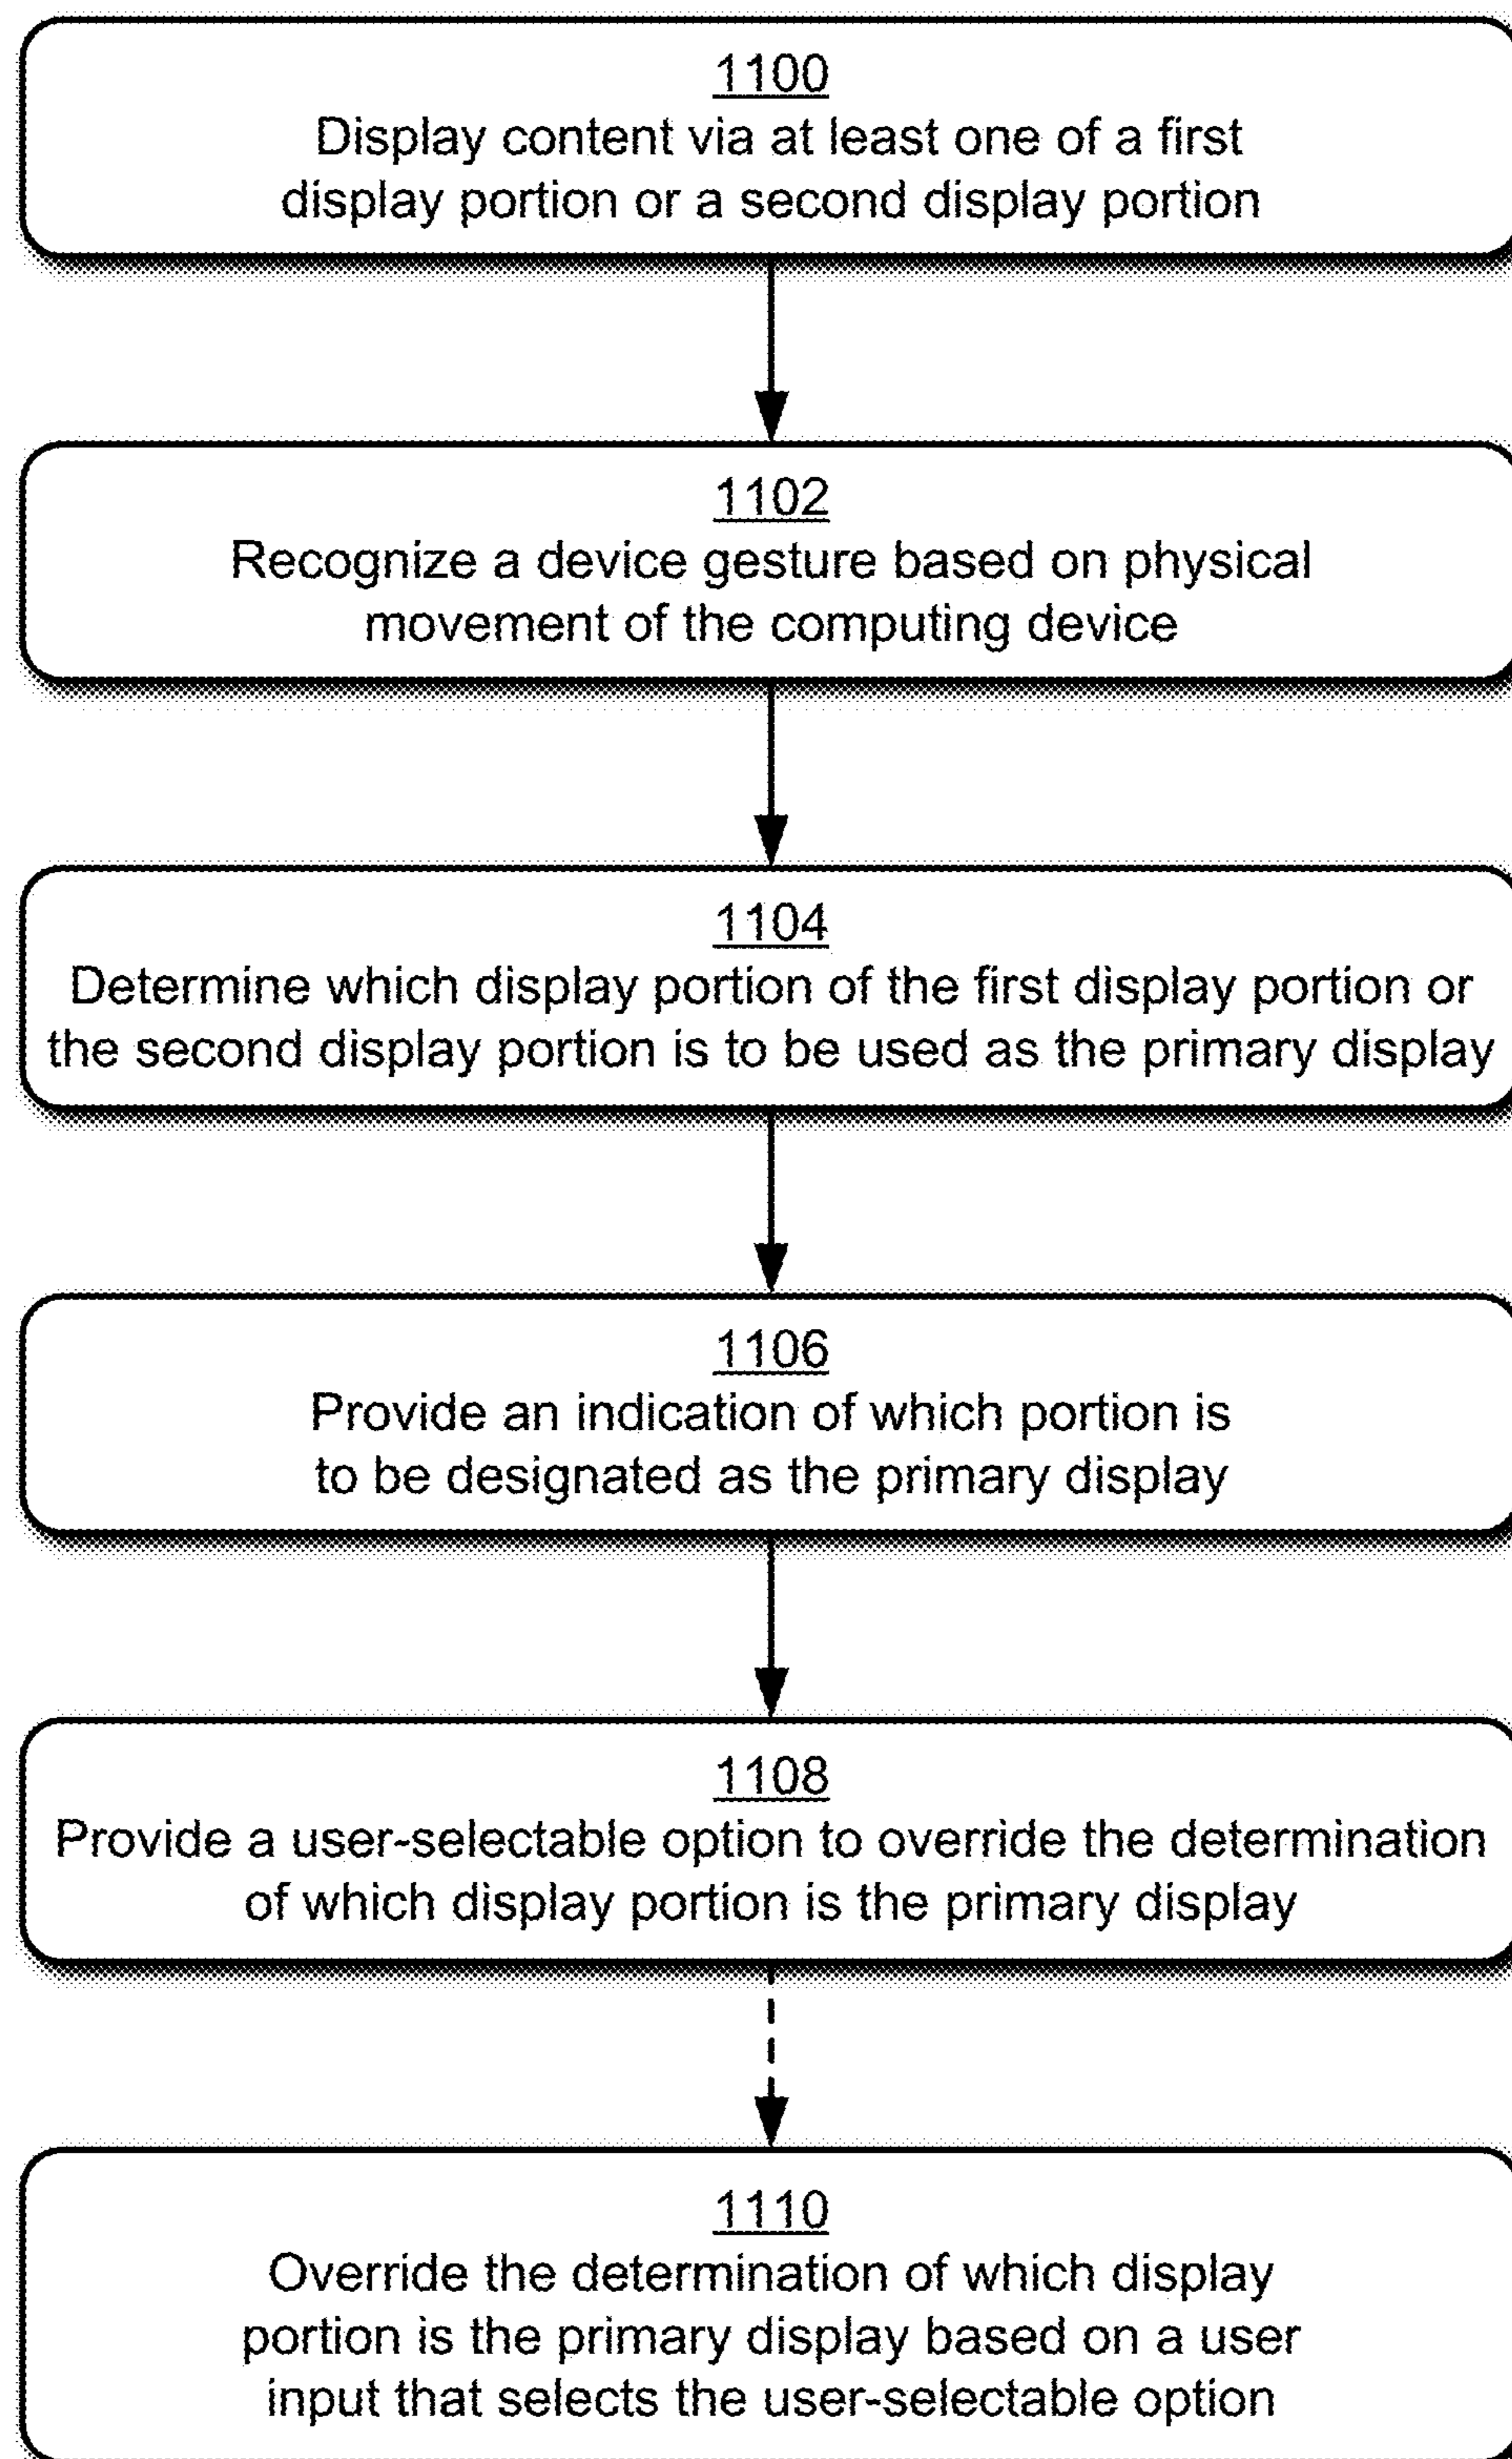 1100
Display content via at least one of a first
display portion or a second display portion
1102
Recognize a device gesture based on physical
movement of the computing device
1104
Determine which display portion of the first display portion or
the second display portion is to be used as the primary display
1106
Provide an indication of which portion is
to be designated as the primary display
1108
Provide a user-selectable option to override the determination
of which display portion is the primary display
1110
Override the determination of which display
portion is the primary display based on a user
input that selects the user-selectable option